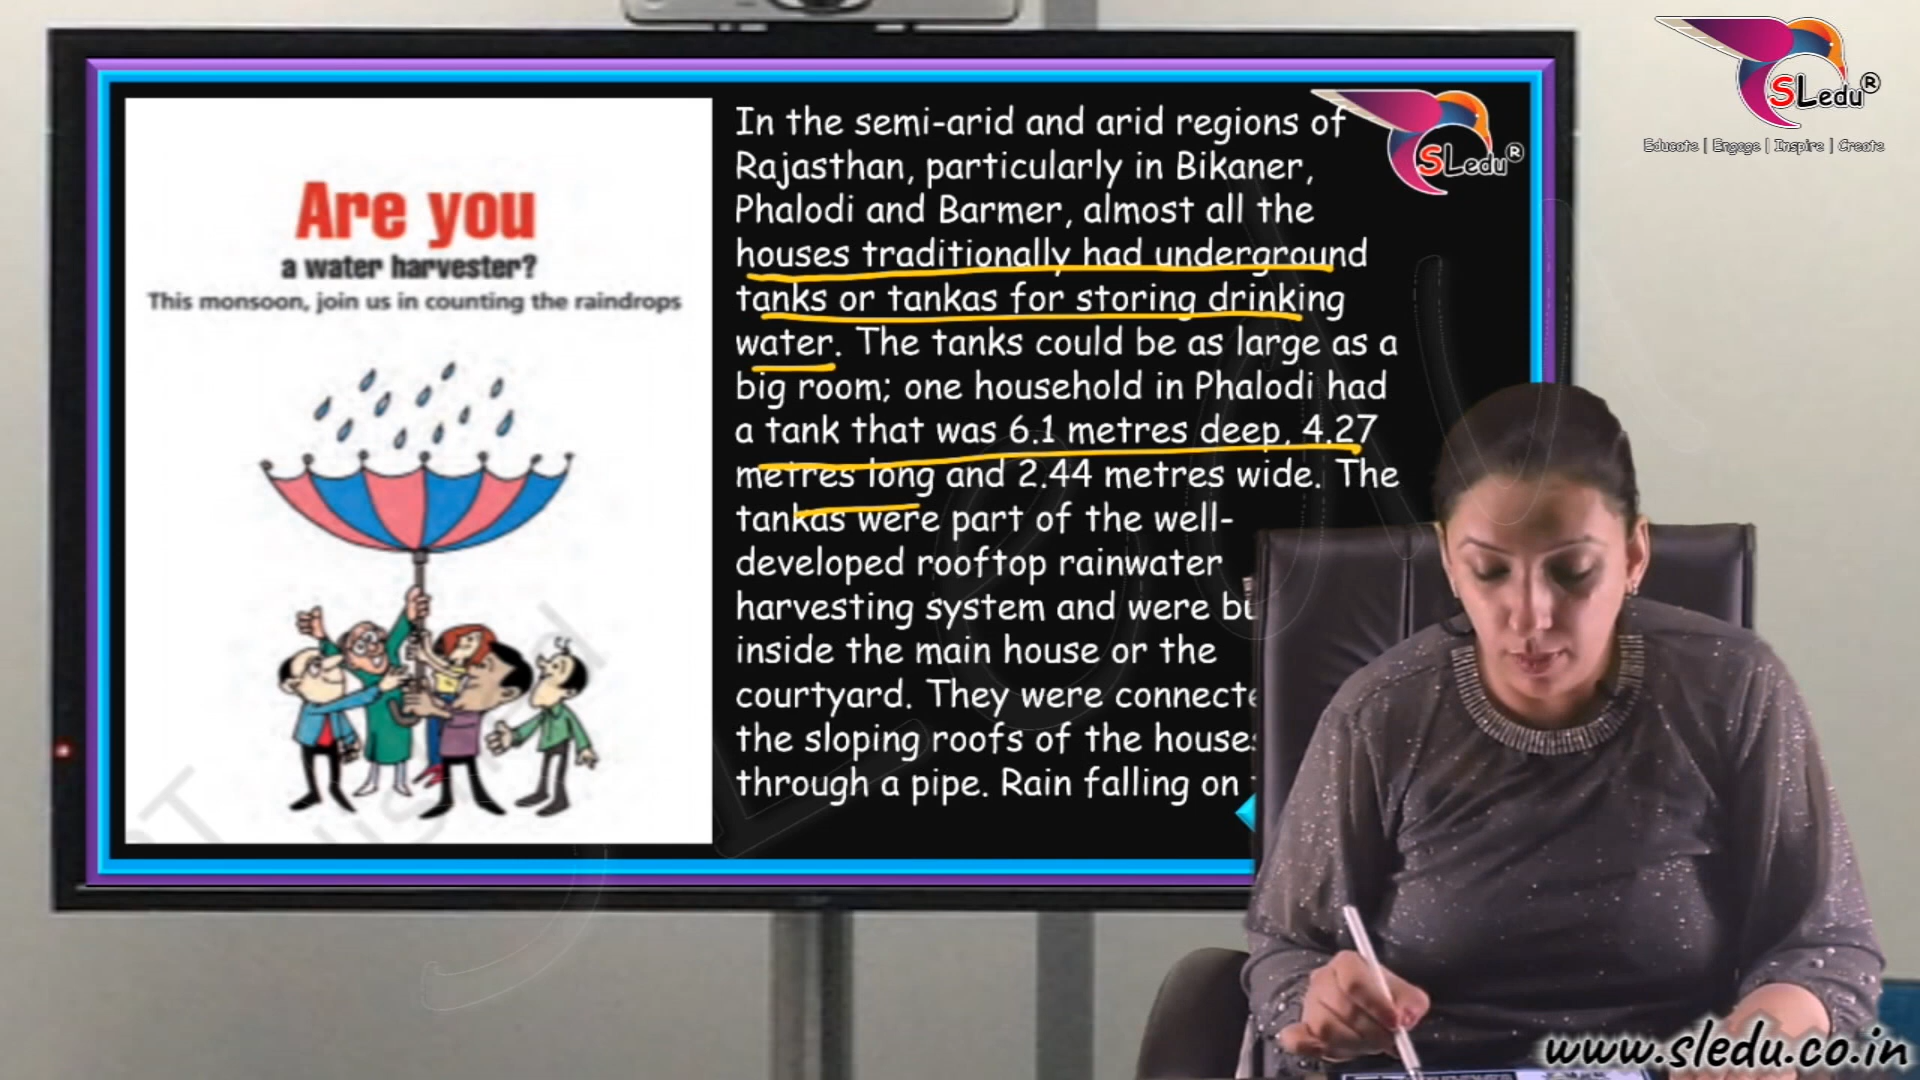 Are you
a water harvester?
This monsoon, join us in counting the raindrops
In the semi-arid and arid regions of
Rajasthan, particularly in Bikaner,
Phalodi and Barmer, almost all the
houses traditionally had underground
tanks or tankas for storing drinking
water. The tanks could be as large as a
big room; one household in Phalodi had
a tank that was 6.1 metres deep, 4.27
metres long and 2.44 metres wide. The
tankas were part of the well-
developed rooftop rainwater
harvesting system and were
inside the main house or the
courtyard. They were
the sloping roofs of the houses
through a pipe. Rain falling on
SLedu®
SLedu®
Educate | Engage | Inspire | Create
www.sledu.co.in